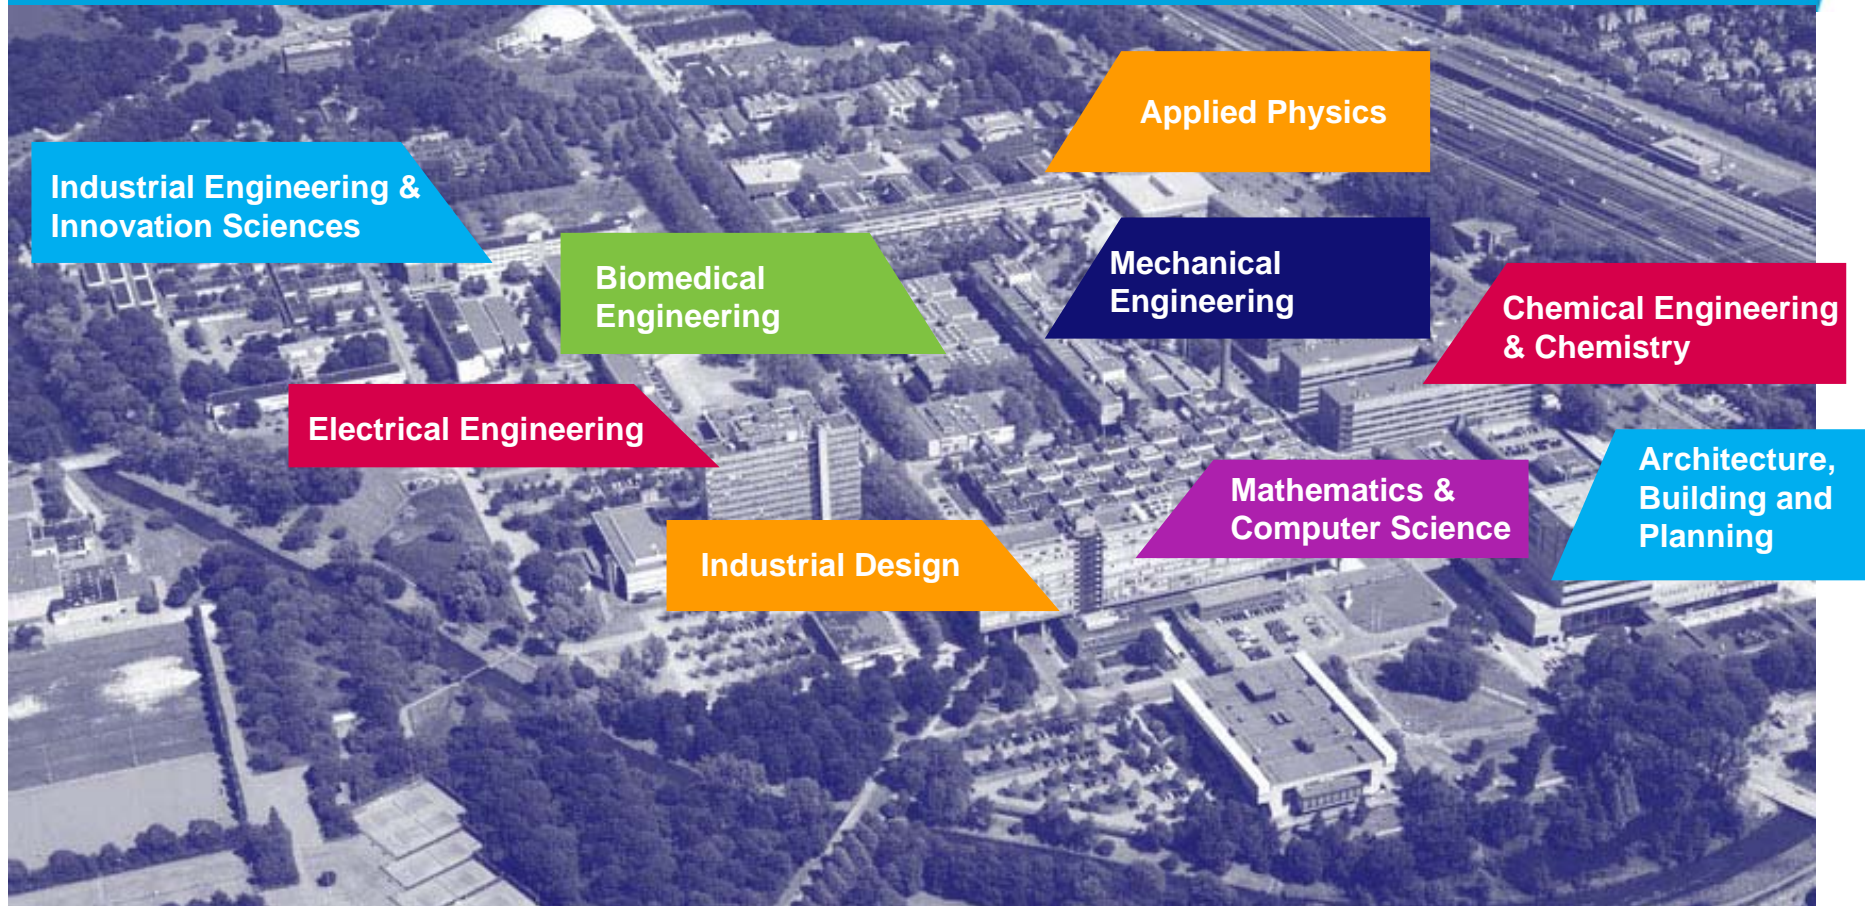 Applied Physics
Industrial Engineering &
Innovation Sciences
Biomedical
Engineering
Mechanical
Engineering
Chemical Engineering
& Chemistry
Electrical Engineering
Architecture,
Building and
Planning
Mathematics &
Computer Science
Industrial Design